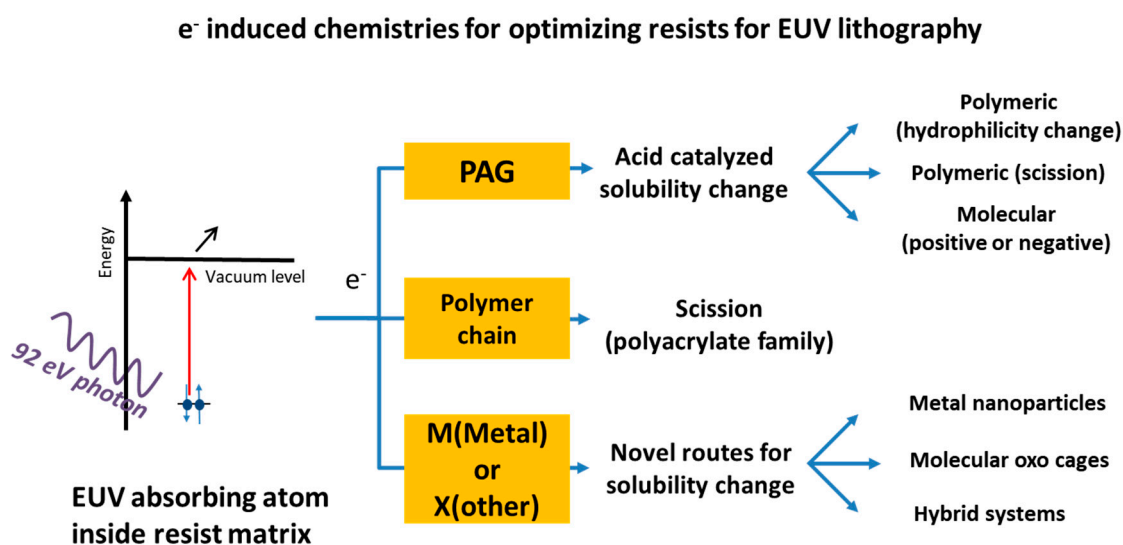 e⁻ induced chemistries for optimizing resists for EUV lithography
Energy
Vacuum level
92 eV photon
EUV absorbing atom
inside resist matrix
e⁻
PAG
Acid catalyzed
solubility change
Polymeric
(hydrophilicity change)
Polymeric (scission)
Molecular
(positive or negative)
Polymer
chain
Scission
(polyacrylate family)
M(Metal)
or
X(other)
Novel routes for
solubility change
Metal nanoparticles
Molecular oxo cages
Hybrid systems